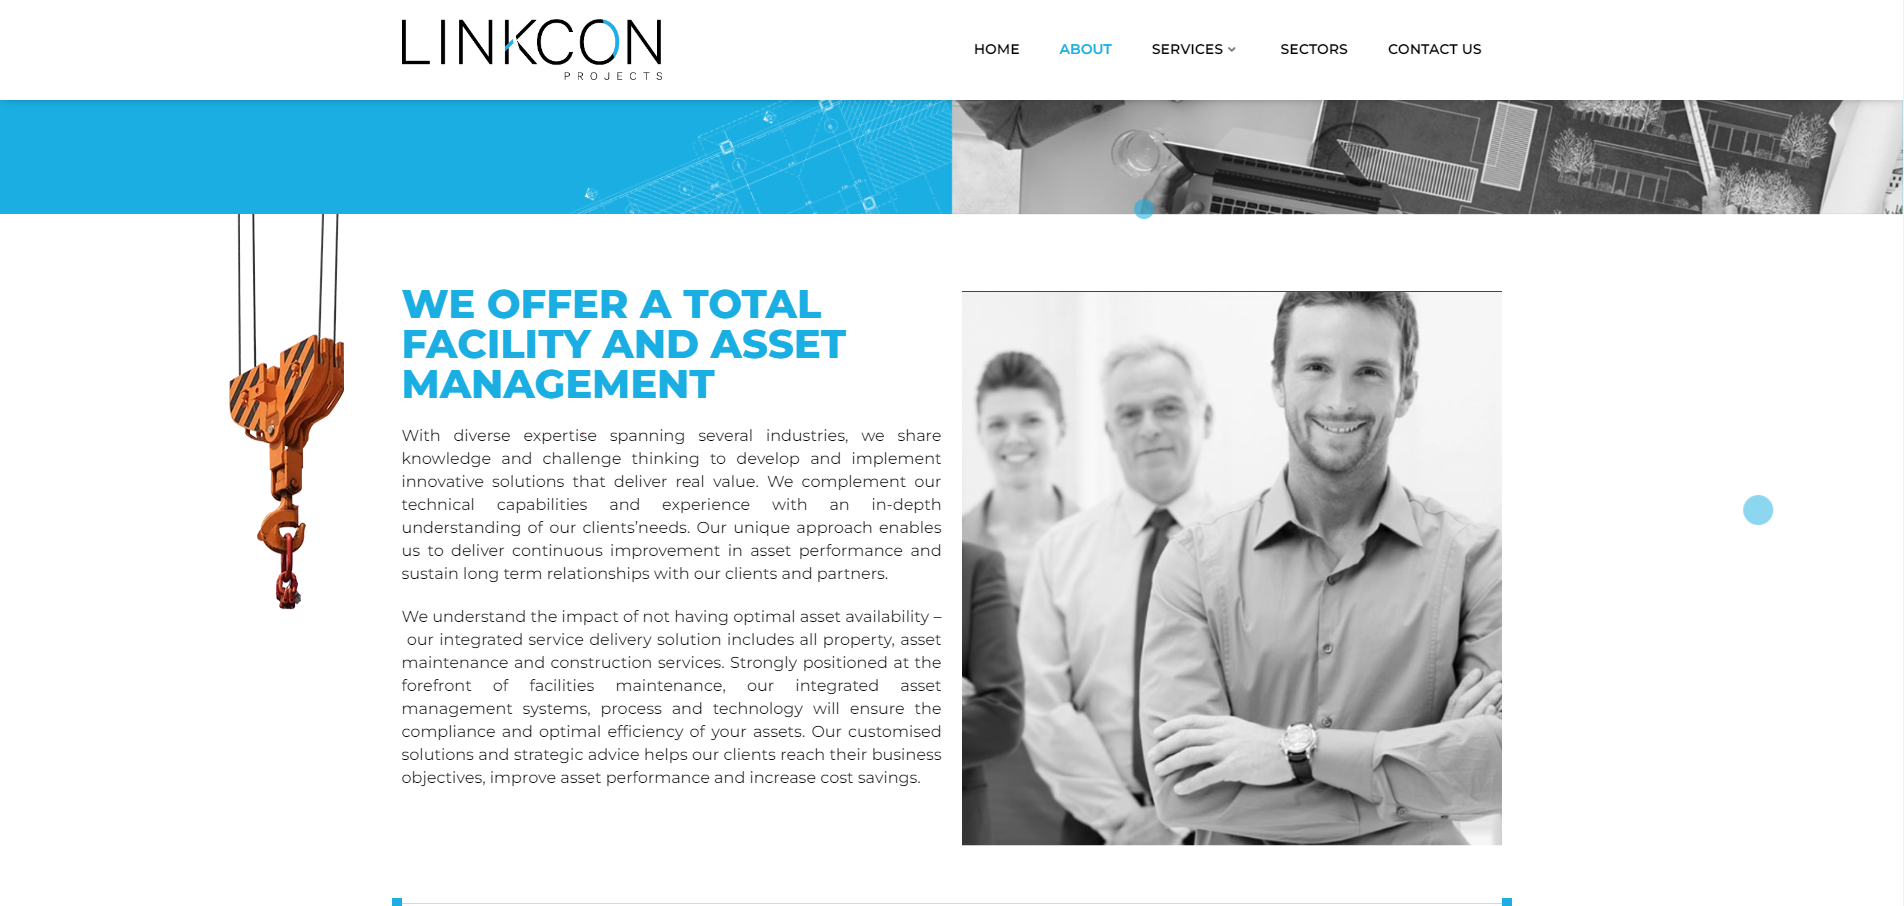 LINKCON
PROJECTS
HOME
ABOUT
SERVICES
SECTORS
CONTACT US
WE OFFER A TOTAL
FACILITY AND ASSET
MANAGEMENT
With diverse expertise spanning several industries, we share
knowledge and challenge thinking to develop and implement
innovative solutions that deliver real value. We complement our
technical capabilities and experience with an in-depth
understanding of our clients’needs. Our unique approach enables
us to deliver continuous improvement in asset performance and
sustain long term relationships with our clients and partners.
We understand the impact of not having optimal asset availability –
our integrated service delivery solution includes all property, asset
maintenance and construction services. Strongly positioned at the
forefront of facilities maintenance, our integrated asset
management systems, process and technology will ensure the
compliance and optimal efficiency of your assets. Our customised
solutions and strategic advice helps our clients reach their business
objectives, improve asset performance and increase cost savings.